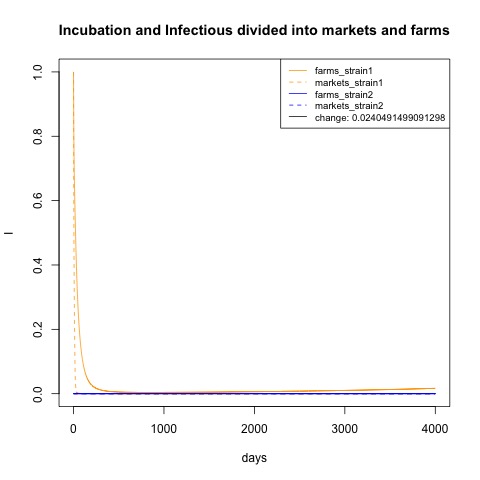 Incubation and Infectious divided into markets and farms
farms_strain1
markets_strain1
farms_strain2
markets_strain2
change: 0.0240491499091298
1.0
0.8
0.6
0.4
0.2
0.0
I
0 1000 2000 3000 4000
days